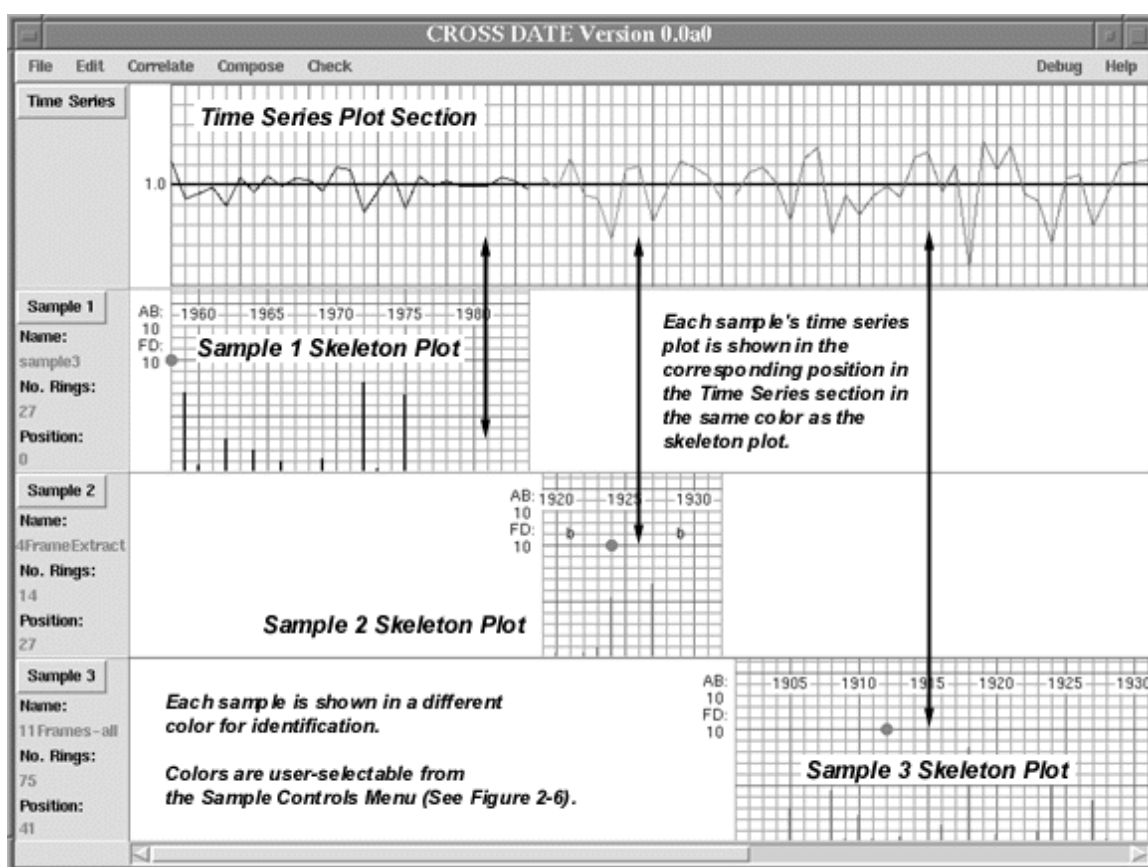 CROSS DATE Version 0.0a0
File Edit Correlate Compose Check Debug Help
Time Series
Time Series Plot Section
1.0
Sample 1
Name:
sample3
No. Rings:
27
Position:
0
AB:
10
FD:
10
1960 1965 1970 1975 1980
Sample 1 Skeleton Plot
Each sample's time series
plot is shown in the
corresponding position in
the Time Series section in
the same color as the
skeleton plot.
Sample 2
Name:
4FrameExtract
No. Rings:
14
Position:
27
AB:
10
FD:
10
1920 1925 1930
b b
Sample 2 Skeleton Plot
Sample 3
Name:
11Frames-all
No. Rings:
75
Position:
41
Each sample is shown in a different
color for identification.
Colors are user-selectable from
the Sample Controls Menu (See Figure 2-6).
AB:
10
FD:
10
1905 1910 1915 1920 1925 1930
Sample 3 Skeleton Plot